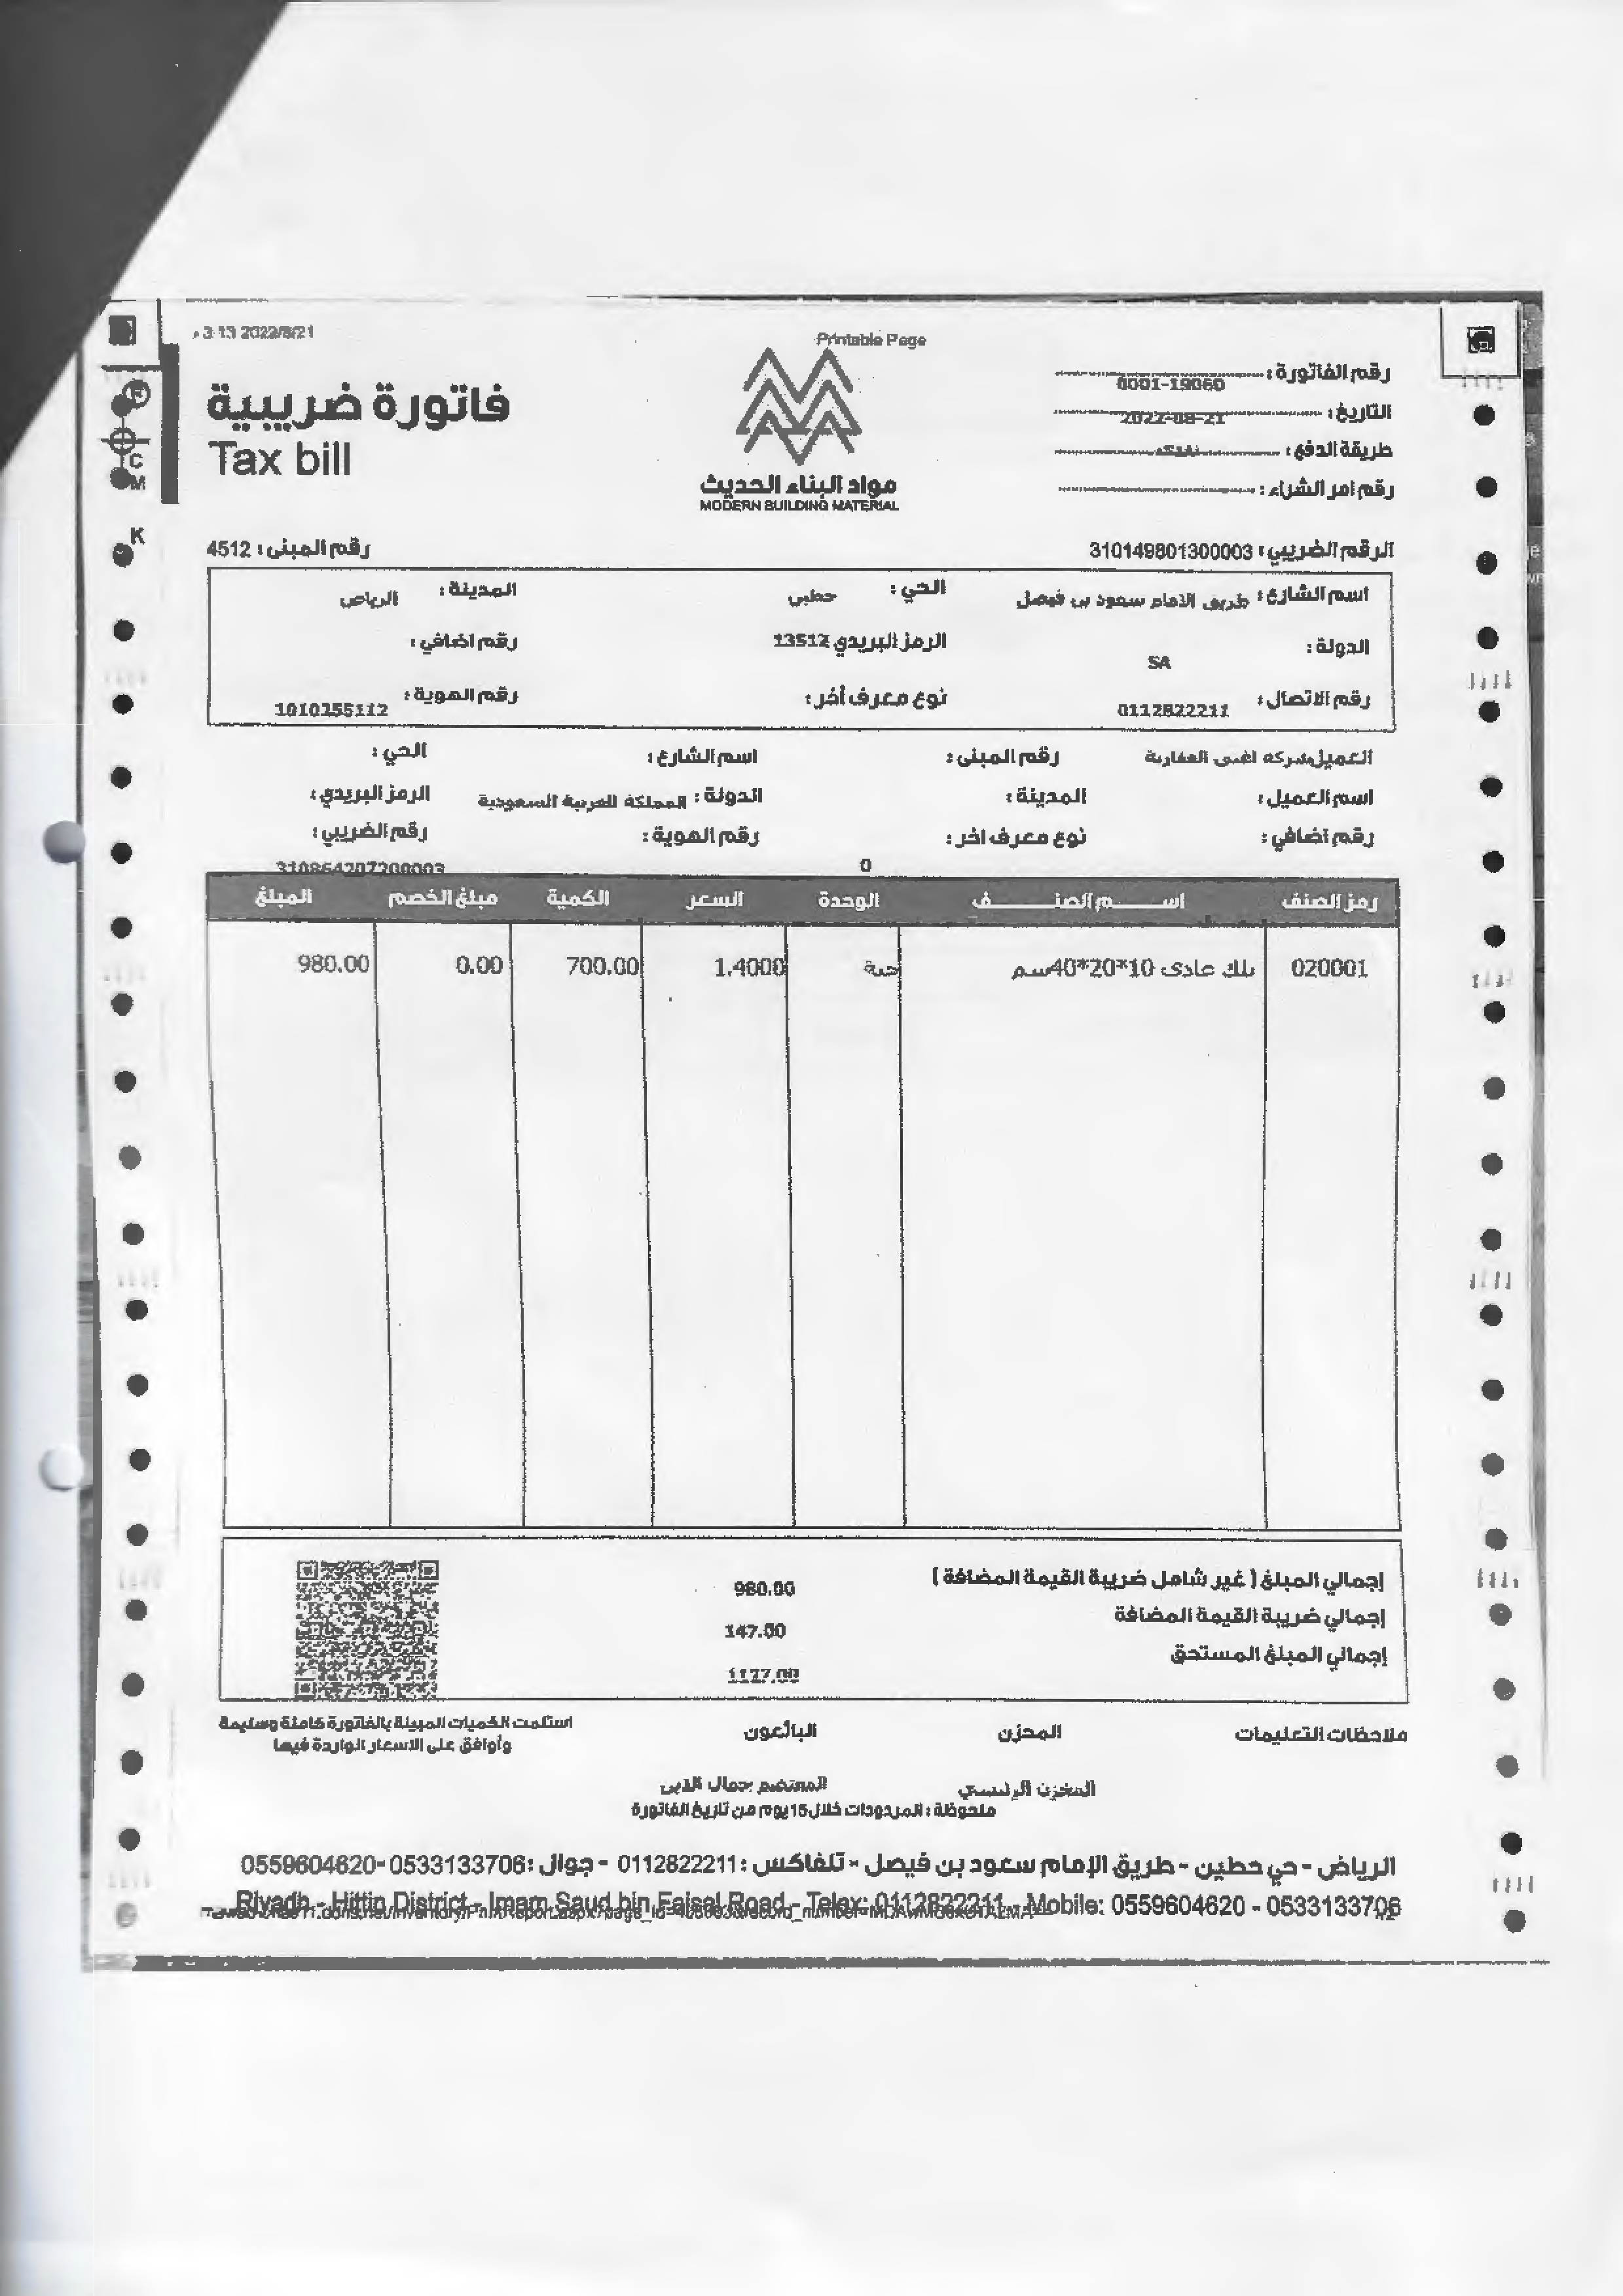 3:13 2022/8/21 م
Printable Page
فاتورة ضريبية
Tax bill
مواد البناء الحديث
MODERN BUILDING MATERIAL
رقم الفاتورة: 0001-19060
التاريخ: 2022-08-21
طريقة الدفع:
رقم امر الشراء:
C
M
K
الرقم الضريبي: 310149801300003
رقم المبنى: 4512
اسم الشارع: طريق الامام سعود بن فيصل الحي: حطين المدينة: الرياض
الدولة: SA الرمز البريدي 13512 رقم اضافي:
رقم الاتصال: 0112822211 نوع معرف أخر: رقم الهوية: 1010255112
العميل شركة العقارية رقم المبنى: اسم الشارع: الحي:
اسم العميل: المدينة: الدولة: المملكة العربية السعودية الرمز البريدي:
رقم اضافي: نوع معرف اخر: 0 رقم الهوية: رقم الضريبي:
رمز الصنف اسم الصنف الوحدة السعر الكمية مبلغ الخصم المبلغ
020001 بلك عادى 10*20*40سم حبة 1.4000 700.00 0.00 980.00
إجمالي المبلغ ( غير شامل ضريبة القيمة المضافة ) 980.00
إجمالي ضريبة القيمة المضافة 147.00
إجمالي المبلغ المستحق 1127.00
ملاحظات التعليمات المخزن البائعون استلمت الكميات المبينة بالفاتورة كاملة وسليمة
وأوافق على الاسعار الواردة فيها
المخزن الرئيسي المعتصم جمال الدين
ملحوظة: المردودات خلال 15 يوم من تاريخ الفاتورة
الرياض - حي حطين - طريق الإمام سعود بن فيصل - تلفاكس: 0112822211 - جوال: 0533133706-0559604620
Riyadh - Hittin District - Imam Saud bin Faisal Road - Telex: 0112822211 - Mobile: 0559604620 - 0533133706